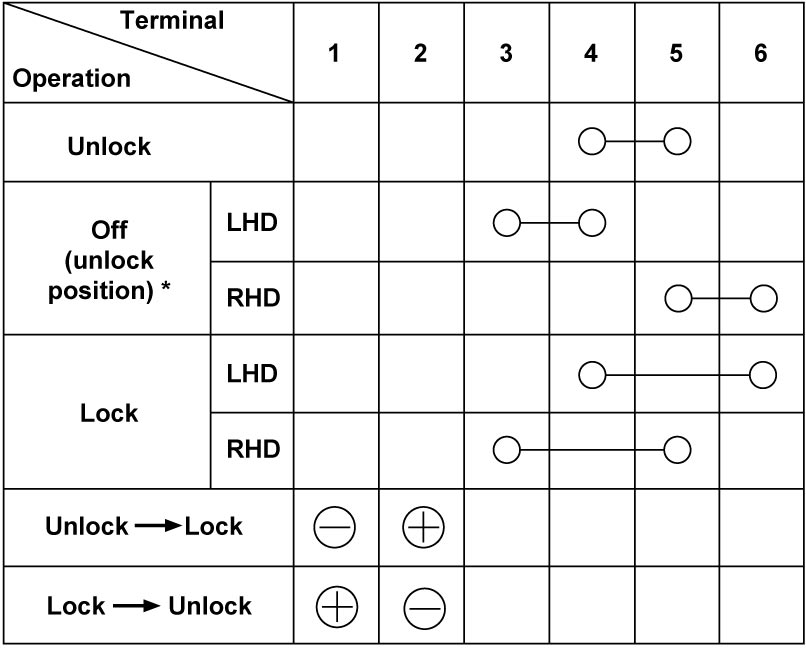 Terminal
Operation
1 2 3 4 5 6
Unlock
Off
(unlock
position) *
LHD
RHD
Lock
LHD
RHD
Unlock → Lock
− +
Lock → Unlock
+ −